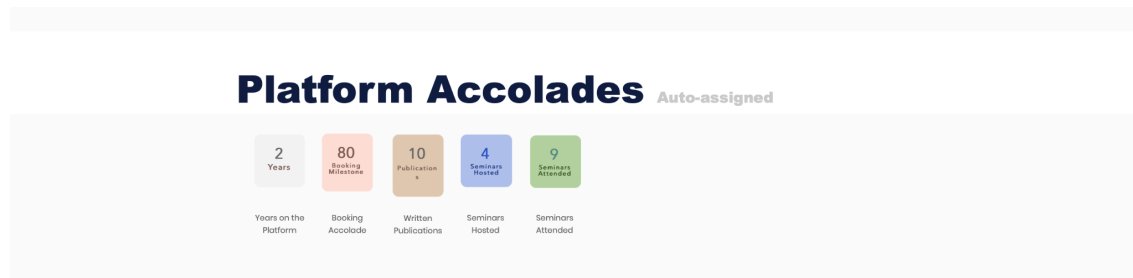 Platform Accolades Auto-assigned
2
Years
80
Booking
Milestone
10
Publication
s
4
Seminars
Hosted
9
Seminars
Attended
Years on the
Platform
Booking
Accolade
Written
Publications
Seminars
Hosted
Seminars
Attended